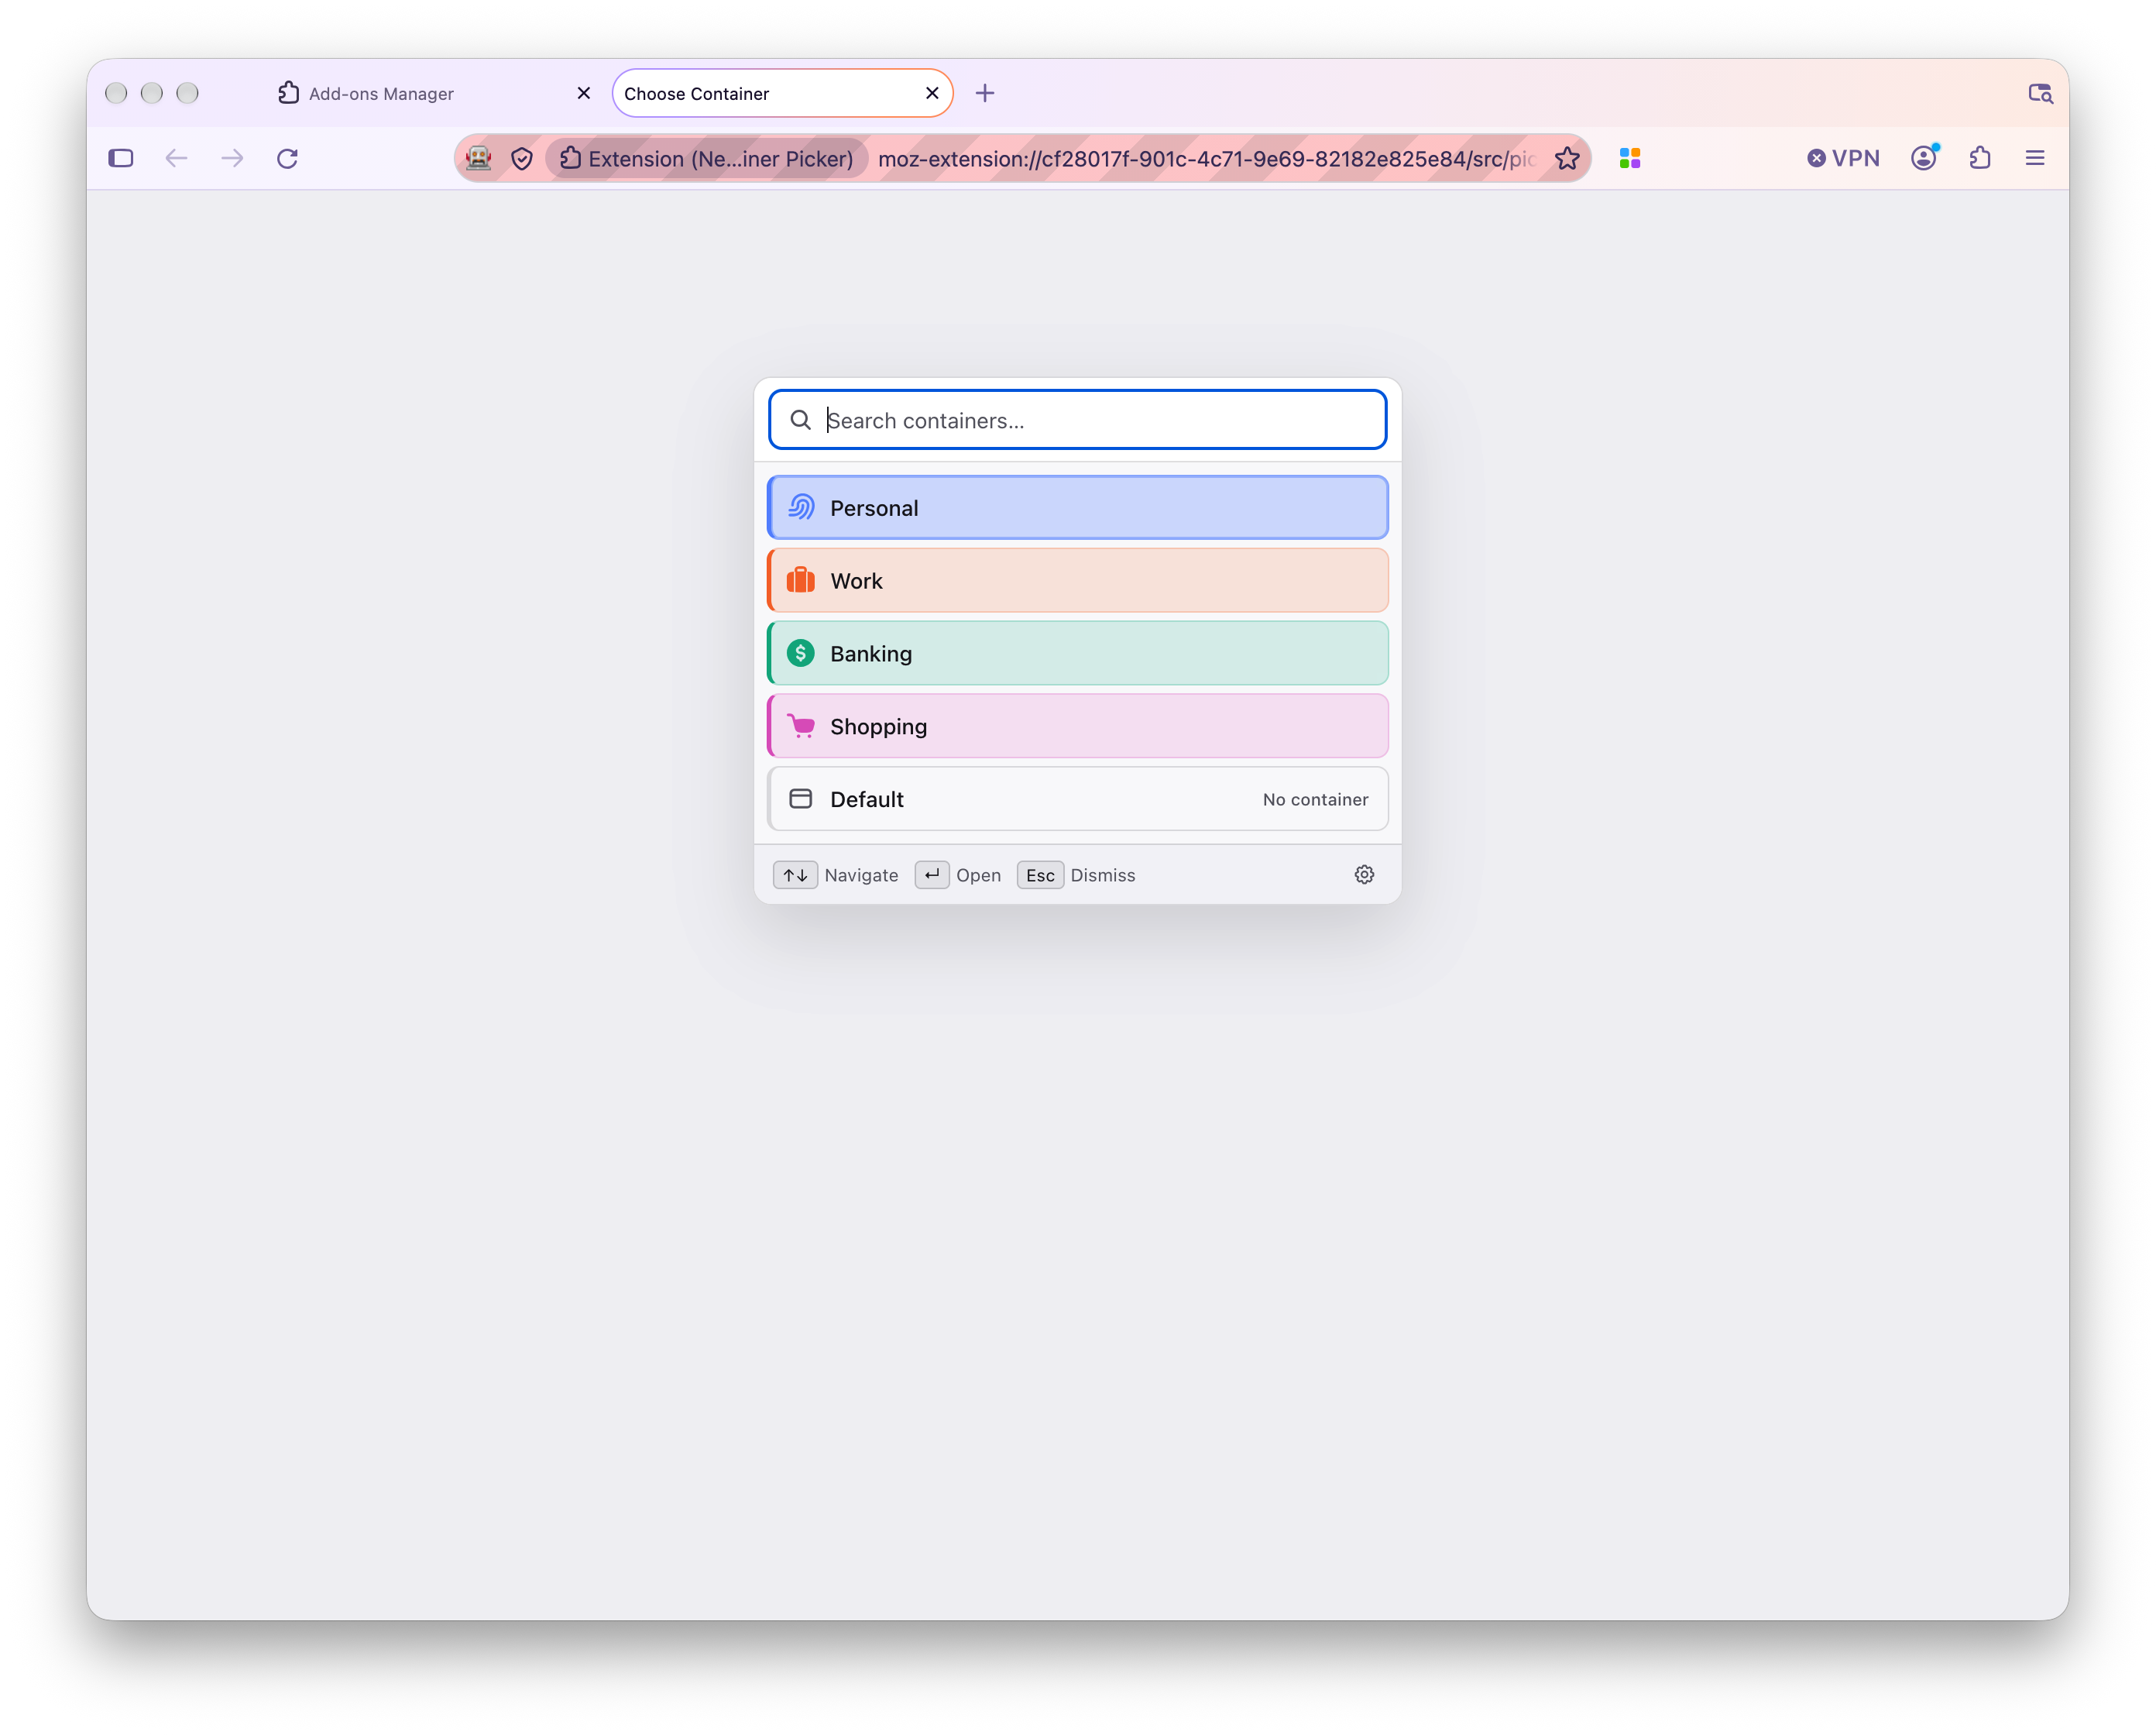 Add-ons Manager
Choose Container
Extension (Ne...iner Picker) moz-extension://cf28017f-901c-4c71-9e69-82182e825e84/src/pic
VPN
Search containers...
Personal
Work
$ Banking
Shopping
Default No container
↑↓ Navigate ↵ Open Esc Dismiss